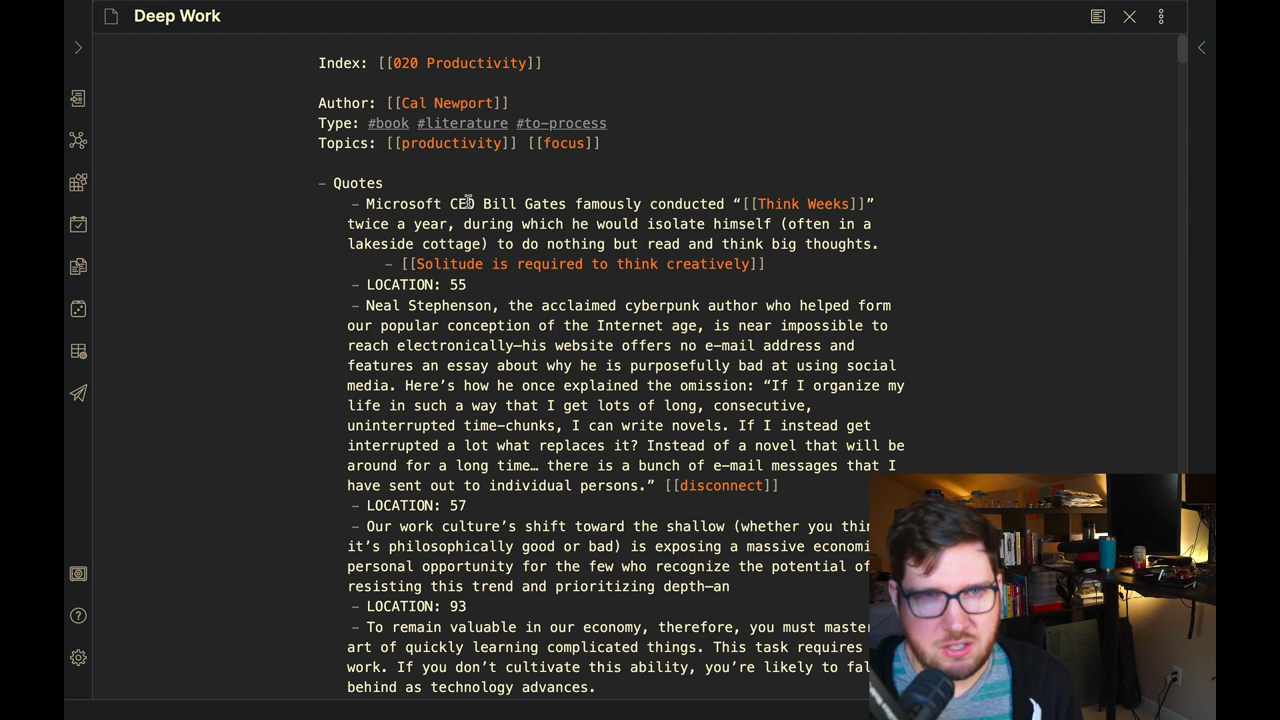 Deep Work
Index: [[020 Productivity]]
Author: [[Cal Newport]]
Type: #book #literature #to-process
Topics: [[productivity]] [[focus]]
– Quotes
– Microsoft CEO Bill Gates famously conducted “[[Think Weeks]]”
twice a year, during which he would isolate himself (often in a
lakeside cottage) to do nothing but read and think big thoughts.
– [[Solitude is required to think creatively]]
– LOCATION: 55
– Neal Stephenson, the acclaimed cyberpunk author who helped form
our popular conception of the Internet age, is near impossible to
reach electronically—his website offers no e-mail address and
features an essay about why he is purposefully bad at using social
media. Here’s how he once explained the omission: “If I organize my
life in such a way that I get lots of long, consecutive,
uninterrupted time-chunks, I can write novels. If I instead get
interrupted a lot what replaces it? Instead of a novel that will be
around for a long time… there is a bunch of e-mail messages that I
have sent out to individual persons.” [[disconnect]]
– LOCATION: 57
– Our work culture’s shift toward the shallow (whether you thin
it’s philosophically good or bad) is exposing a massive economi
personal opportunity for the few who recognize the potential of
resisting this trend and prioritizing depth—an
– LOCATION: 93
– To remain valuable in our economy, therefore, you must master
art of quickly learning complicated things. This task requires
work. If you don’t cultivate this ability, you’re likely to fal
behind as technology advances.